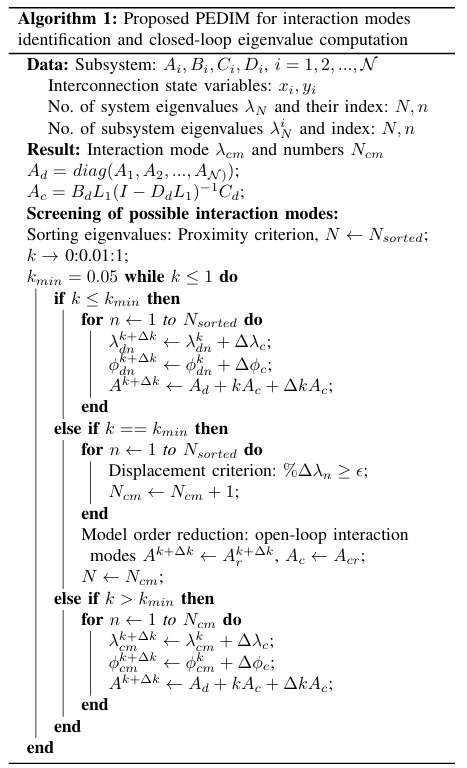 Algorithm 1: Proposed PEDIM for interaction modes
identification and closed-loop eigenvalue computation
Data: Subsystem: A_i, B_i, C_i, D_i, i = 1, 2, ..., 𝒩
Interconnection state variables: x_i, y_i
No. of system eigenvalues λ_N and their index: N, n
No. of subsystem eigenvalues λ_N^i and index: N, n
Result: Interaction mode λ_cm and numbers N_cm
A_d = diag(A_1, A_2, ..., A_𝒩));
A_c = B_d L_1(I − D_d L_1)^−1 C_d;
Screening of possible interaction modes:
Sorting eigenvalues: Proximity criterion, N ← N_sorted;
k → 0:0.01:1;
k_min = 0.05 while k ≤ 1 do
if k ≤ k_min then
for n ← 1 to N_sorted do
λ_dn^k+Δk ← λ_dn^k + Δλ_c;
ϕ_dn^k+Δk ← ϕ_dn^k + Δϕ_c;
A^k+Δk ← A_d + kA_c + ΔkA_c;
end
else if k == k_min then
for n ← 1 to N_sorted do
Displacement criterion: %Δλ_n ≥ ϵ;
N_cm ← N_cm + 1;
end
Model order reduction: open-loop interaction
modes A^k+Δk ← A_r^k+Δk, A_c ← A_cr;
N ← N_cm;
else if k > k_min then
for n ← 1 to N_cm do
λ_cm^k+Δk ← λ_cm^k + Δλ_c;
ϕ_cm^k+Δk ← ϕ_cm^k + Δϕ_c;
A^k+Δk ← A_d + kA_c + ΔkA_c;
end
end
end